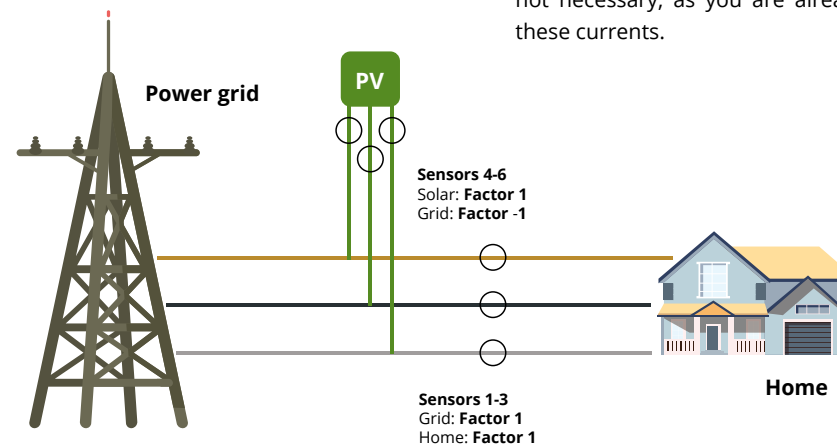 not necessary, as you are alrea
these currents.
PV
Power grid
Sensors 4-6
Solar: Factor 1
Grid: Factor -1
Home
Sensors 1-3
Grid: Factor 1
Home: Factor 1